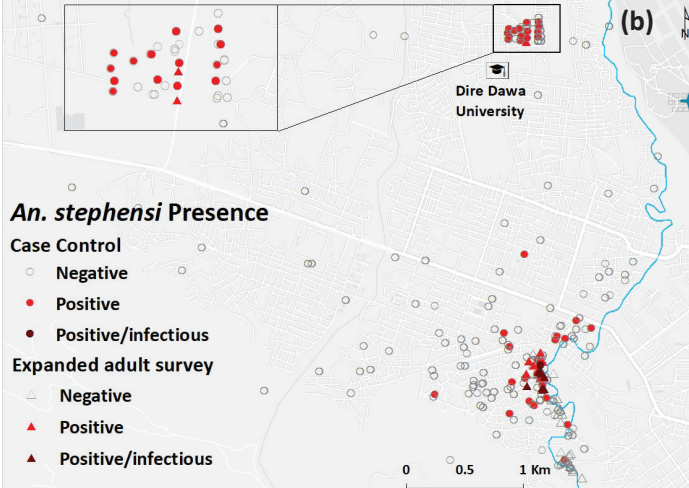 (b)
N
Dire Dawa
University
An. stephensi Presence
Case Control
Negative
Positive
Positive/infectious
Expanded adult survey
Negative
Positive
Positive/infectious
0 0.5 1 Km